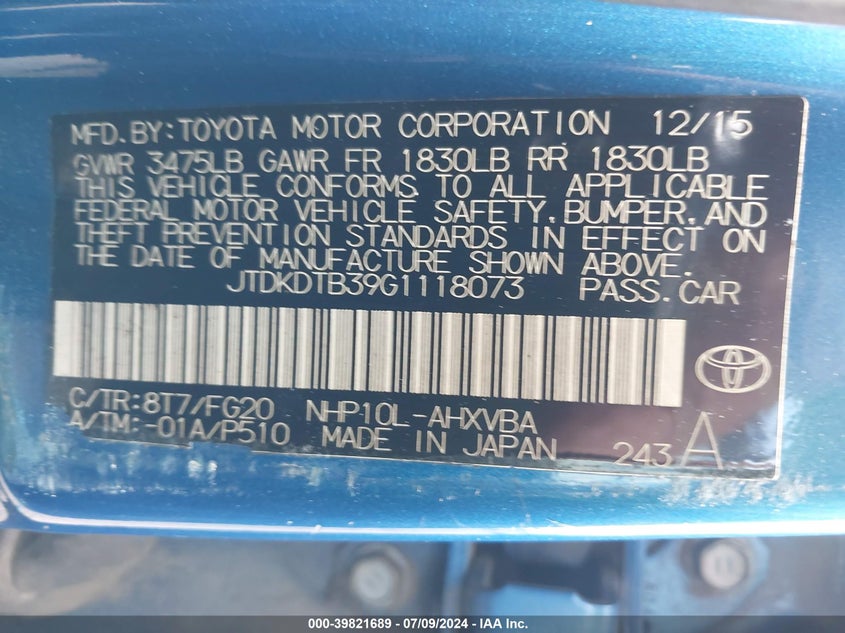 MFD.BY:TOYOTA MOTOR CORPORATION 12/15
GVWR 3475LB GAWR FR 1830LB RR 1830LB
THIS VEHICLE CONFORMS TO ALL APPLICABLE
FEDERAL MOTOR VEHICLE SAFETY, BUMPER, AND
THEFT PREVENTION STANDARDS IN EFFECT ON
THE DATE OF MANUFACTURE SHOWN ABOVE.
JTDKDTB39G1118073 PASS.CAR
C/TR:8T7/FG20 NHP10L-AHXVBA
A/TM:-01A/P510 MADE IN JAPAN 243 A
000-39821689 / 07/09/2024 - IAA Inc.